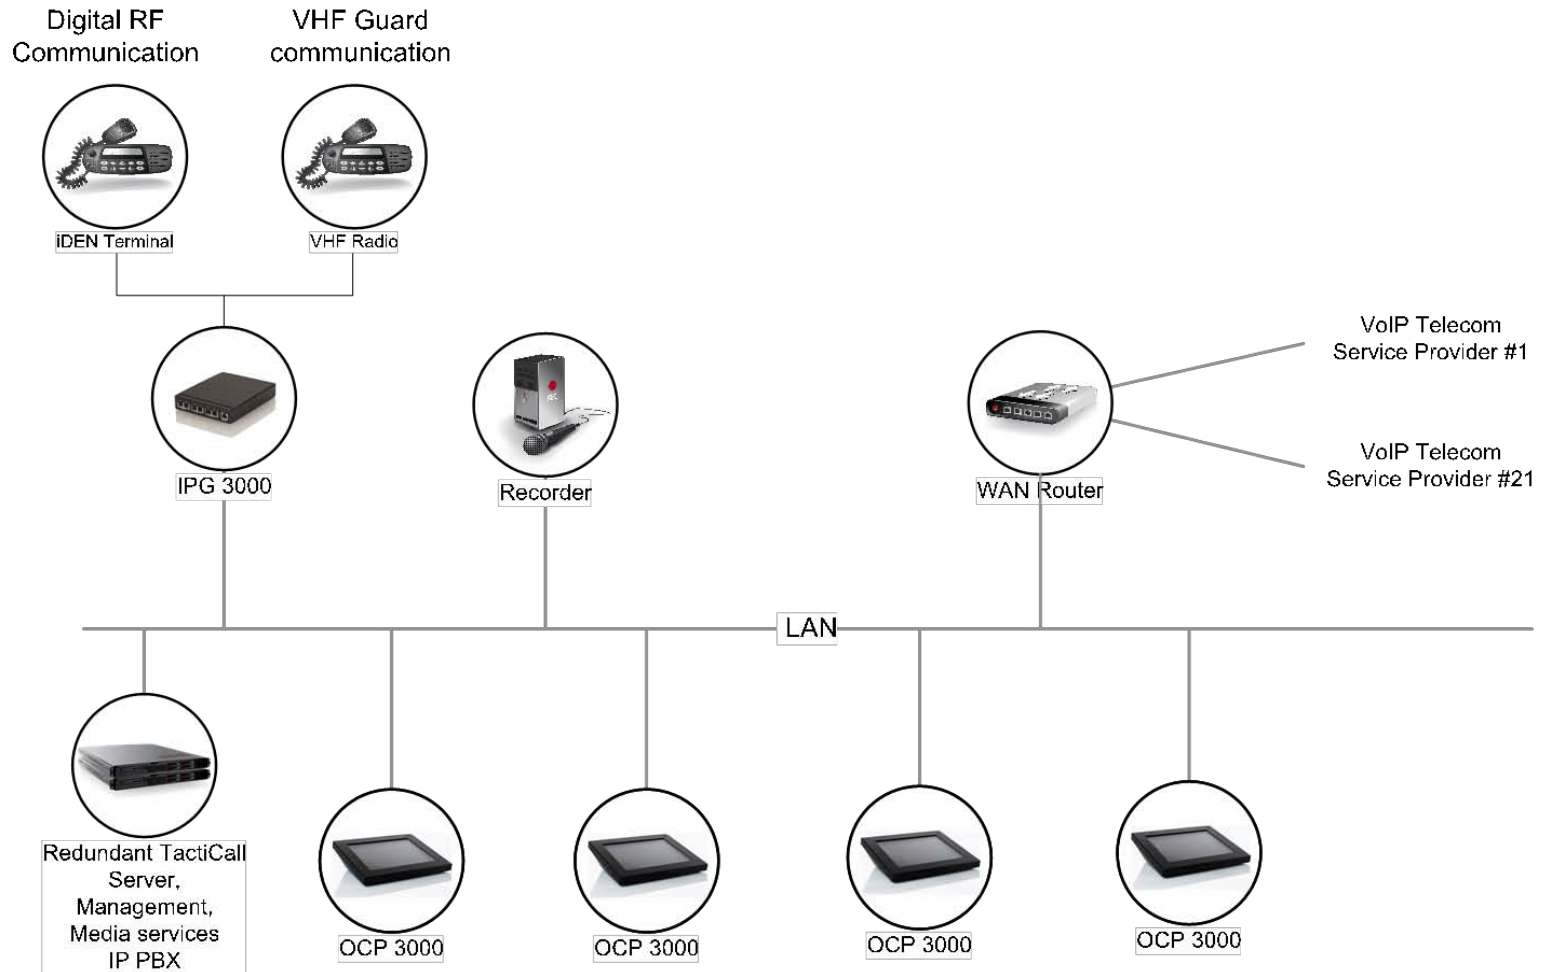 Digital RF
Communication
VHF Guard
communication
iDEN Terminal
VHF Radio
IPG 3000
Recorder
WAN Router
VoIP Telecom
Service Provider #1
VoIP Telecom
Service Provider #21
LAN
Redundant TactiCall
Server,
Management,
Media services
IP PBX
OCP 3000
OCP 3000
OCP 3000
OCP 3000